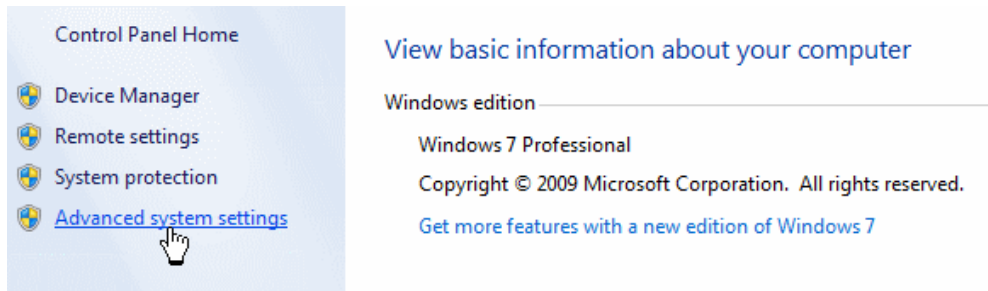 Control Panel Home
Device Manager
Remote settings
System protection
Advanced system settings
View basic information about your computer
Windows edition
Windows 7 Professional
Copyright © 2009 Microsoft Corporation.  All rights reserved.
Get more features with a new edition of Windows 7